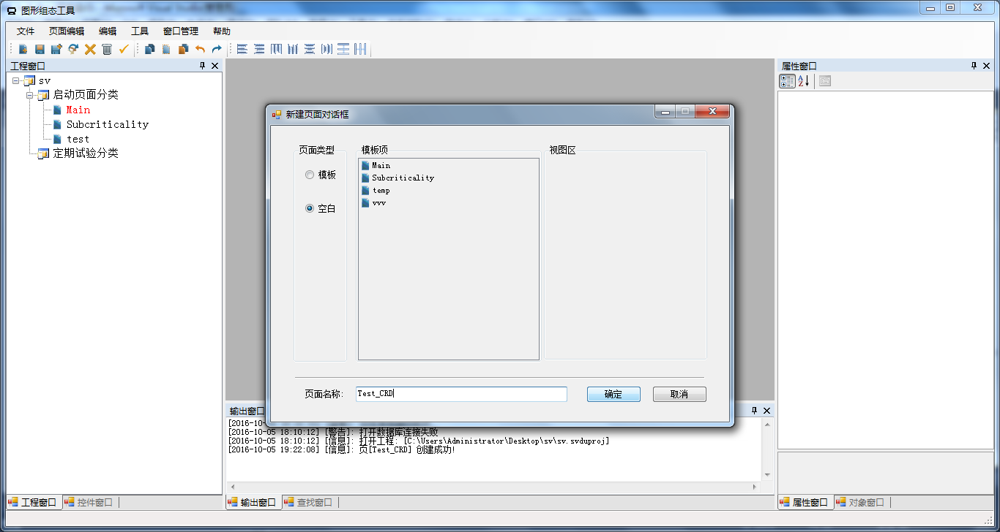 图形组态工具
文件 页面编辑 编辑 工具 窗口管理 帮助
工程窗口
sv
启动页面分类
Main
Subcriticality
test
定期试验分类
新建页面对话框
页面类型
模板
空白
模板项
Main
Subcriticality
temp
vvv
视图区
页面名称:
Test_CRD
确定
取消
属性窗口
输出窗口
[2016-10-
[2016-10-05 18:10:12] [警告]: 打开数据库连接失败
[2016-10-05 18:10:12] [信息]: 打开工程: [C:\Users\Administrator\Desktop\sv\sv.svduproj]
[2016-10-05 19:22:08] [信息]: 页[Test_CRD] 创建成功!
工程窗口 控件窗口
输出窗口 查找窗口
属性窗口 对象窗口